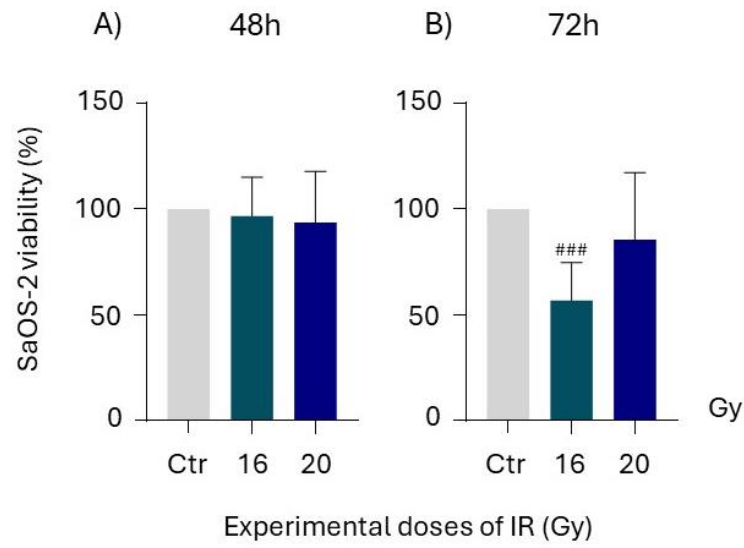 A) 48h
B) 72h
SaOS-2 viability (%)
150
100
50
0
Ctr 16 20
150
100
50
0
###
Ctr 16 20
Gy
Experimental doses of IR (Gy)